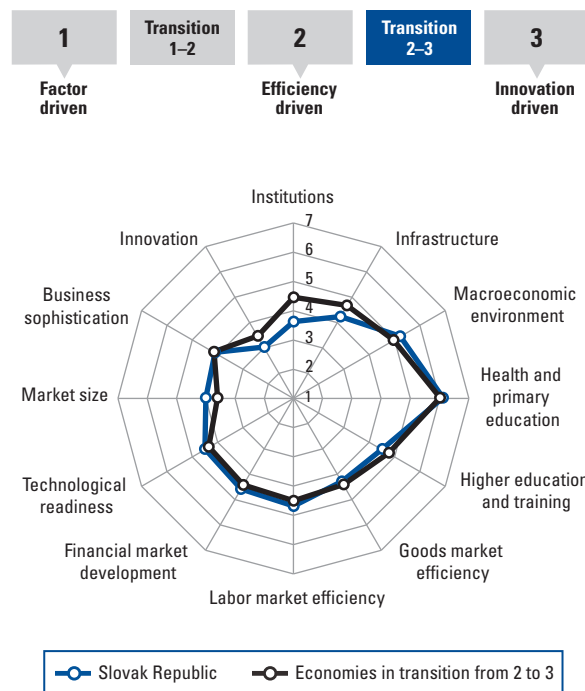 1
Transition
1–2
2
Transition
2–3
3
Factor
driven
Efficiency
driven
Innovation
driven
Institutions
7
6
5
4
3
2
1
Infrastructure
Macroeconomic
environment
Health and
primary
education
Higher education
and training
Goods market
efficiency
Labor market efficiency
Financial market
development
Technological
readiness
Market size
Business
sophistication
Innovation
Slovak Republic
Economies in transition from 2 to 3